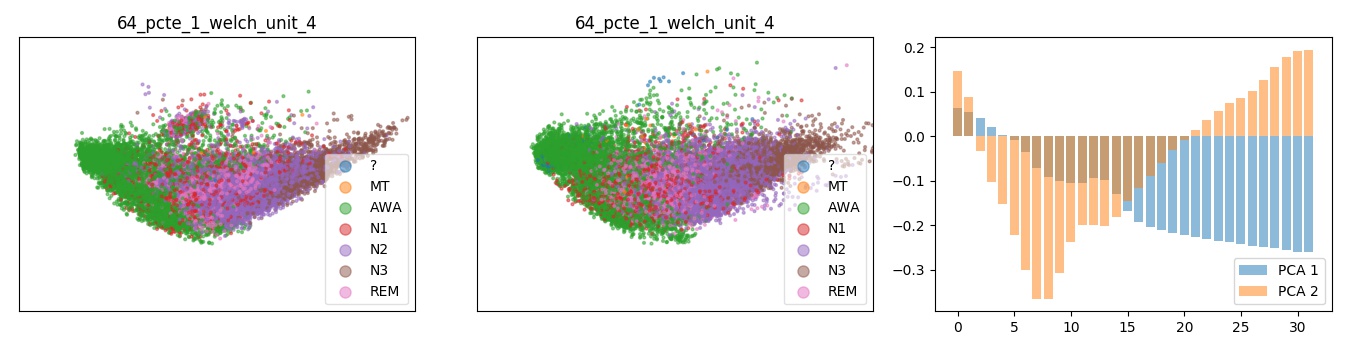 64_pcte_1_welch_unit_4
?
MT
AWA
N1
N2
N3
REM
64_pcte_1_welch_unit_4
?
MT
AWA
N1
N2
N3
REM
0.2
0.1
0.0
−0.1
−0.2
−0.3
0 5 10 15 20 25 30
PCA 1
PCA 2